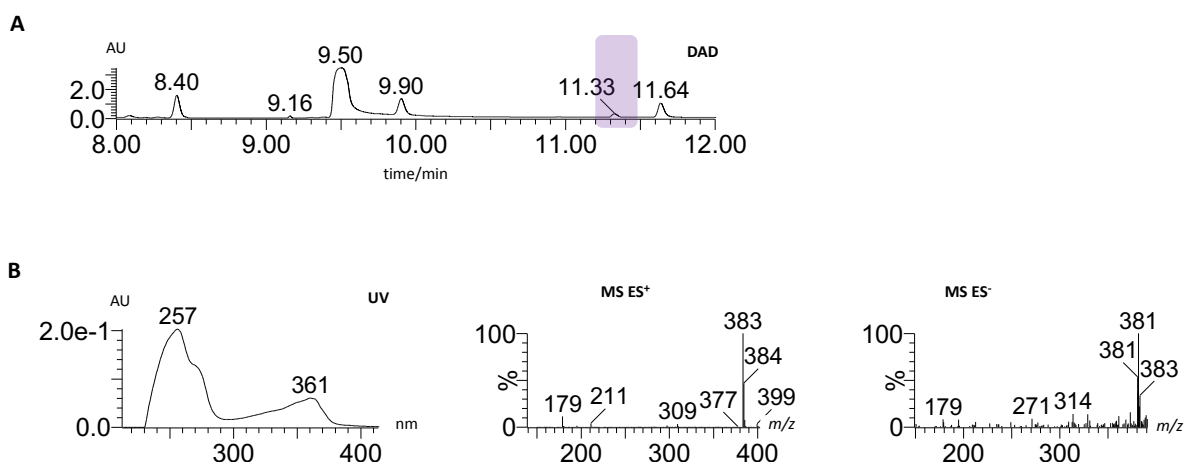 A
AU
DAD
9.50
8.40
9.16
9.90
11.33
11.64
2.0
0.0
8.00 9.00 10.00 11.00 12.00
time/min
B
AU
UV
257
2.0e-1
361
0.0
nm
300 400
MS ES⁺
100
%
383
384
179
211
309
377
399
m/z
200 300 400
MS ES⁻
100
%
381
381
383
179
271
314
m/z
0
0
200 300